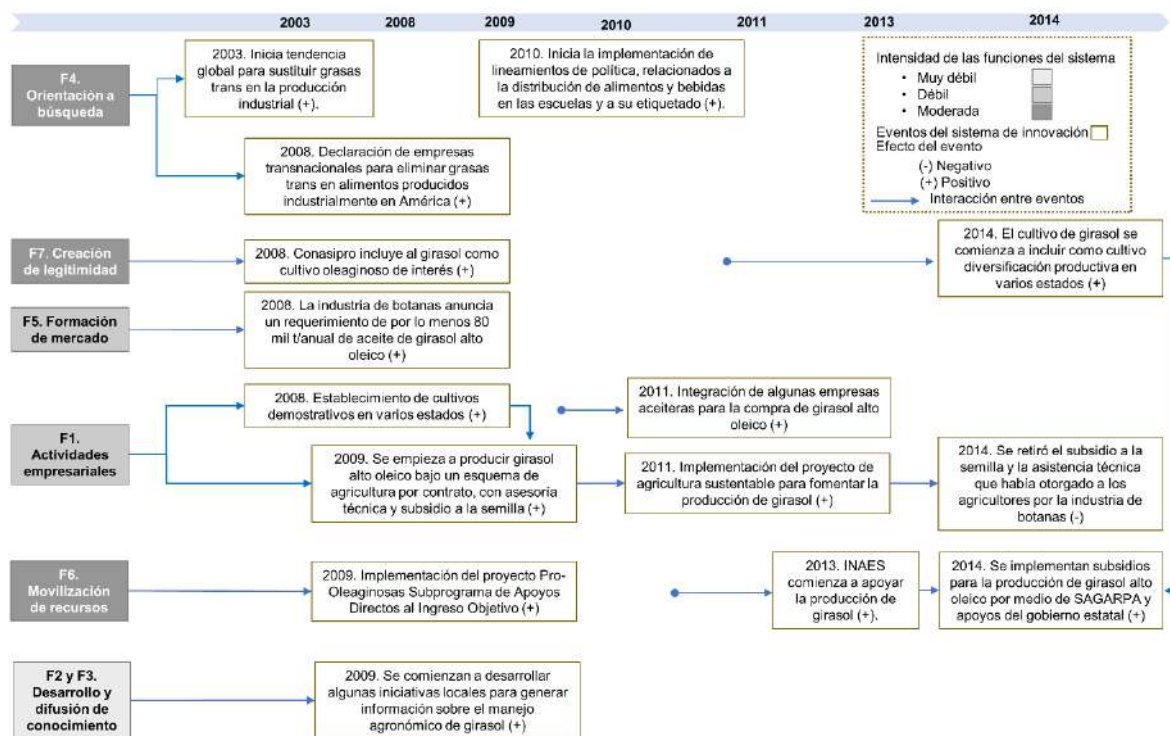 2003 2008 2009 2010 2011 2013 2014
F4.
Orientación a
búsqueda
2003. Inicia tendencia
global para sustituir grasas
trans en la producción
industrial (+).
2010. Inicia la implementación de
lineamientos de política, relacionados a
la distribución de alimentos y bebidas
en las escuelas y a su etiquetado (+).
Intensidad de las funciones del sistema
• Muy débil
• Débil
• Moderada
Eventos del sistema de innovación
Efecto del evento
(-) Negativo
(+) Positivo
Interacción entre eventos
2008. Declaración de empresas
transnacionales para eliminar grasas
trans en alimentos producidos
industrialmente en América (+)
F7. Creación
de legitimidad
2008. Conasipro incluye al girasol como
cultivo oleaginoso de interés (+)
2014. El cultivo de girasol se
comienza a incluir como cultivo
diversificación productiva en
varios estados (+)
F5. Formación
de mercado
2008. La industria de botanas anuncia
un requerimiento de por lo menos 80
mil t/anual de aceite de girasol alto
oleico (+)
F1.
Actividades
empresariales
2008. Establecimiento de cultivos
demostrativos en varios estados (+)
2011. Integración de algunas empresas
aceiteras para la compra de girasol alto
oleico (+)
2009. Se empieza a producir girasol
alto oleico bajo un esquema de
agricultura por contrato, con asesoría
técnica y subsidio a la semilla (+)
2011. Implementación del proyecto de
agricultura sustentable para fomentar la
producción de girasol (+)
2014. Se retiró el subsidio a la
semilla y la asistencia técnica
que había otorgado a los
agricultores por la industria de
botanas (-)
F6.
Movilización
de recursos
2009. Implementación del proyecto Pro-
Oleaginosas Subprograma de Apoyos
Directos al Ingreso Objetivo (+)
2013. INAES
comienza a apoyar
la producción de
girasol (+).
2014. Se implementan subsidios
para la producción de girasol alto
oleico por medio de SAGARPA y
apoyos del gobierno estatal (+)
F2 y F3.
Desarrollo y
difusión de
conocimiento
2009. Se comienzan a desarrollar
algunas iniciativas locales para generar
información sobre el manejo
agronómico de girasol (+)